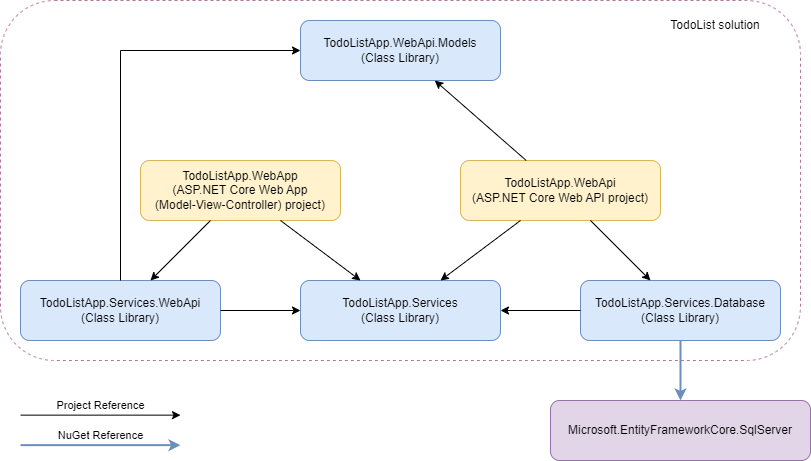 TodoList solution
TodoListApp.WebApi.Models
(Class Library)
TodoListApp.WebApp
(ASP.NET Core Web App
(Model-View-Controller) project)
TodoListApp.WebApi
(ASP.NET Core Web API project)
TodoListApp.Services.WebApi
(Class Library)
TodoListApp.Services
(Class Library)
TodoListApp.Services.Database
(Class Library)
Project Reference
NuGet Reference
Microsoft.EntityFrameworkCore.SqlServer